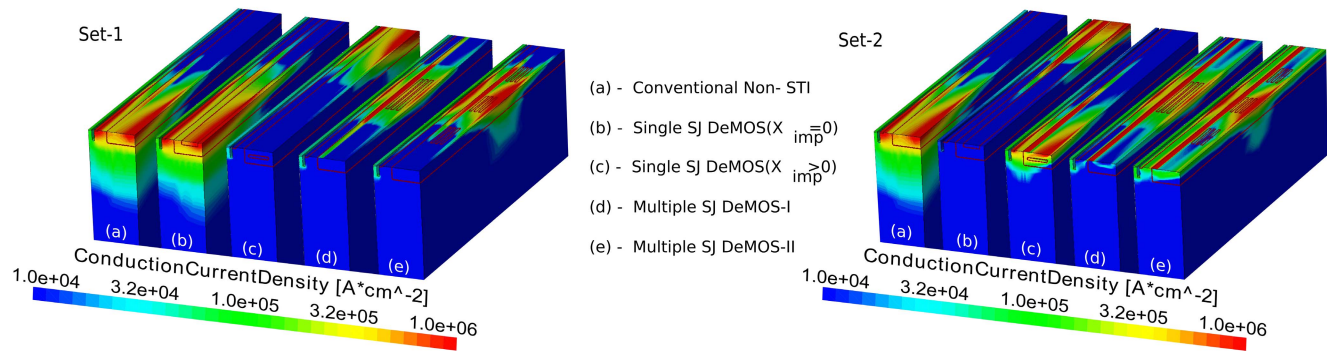 Set-1
(a)
(b)
(c)
(d)
(e)
ConductionCurrentDensity [A*cm^-2]
1.0e+04
3.2e+04
1.0e+05
3.2e+05
1.0e+06
(a) - Conventional Non- STI
(b) - Single SJ DeMOS(X imp=0)
(c) - Single SJ DeMOS(X imp>0)
(d) - Multiple SJ DeMOS-I
(e) - Multiple SJ DeMOS-II
Set-2
(a)
(b)
(c)
(d)
(e)
ConductionCurrentDensity [A*cm^-2]
1.0e+04
3.2e+04
1.0e+05
3.2e+05
1.0e+06